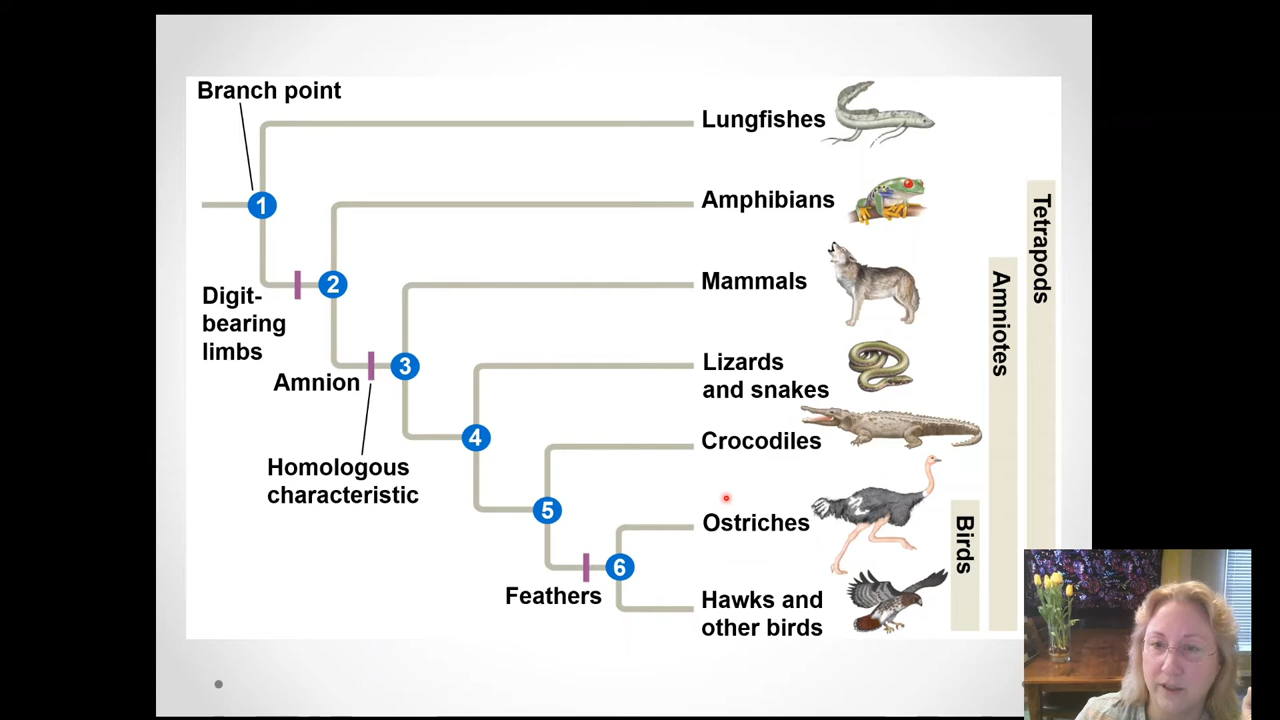 Branch point
Lungfishes
1
Amphibians
Tetrapods
Mammals
Amniotes
2
Digit-
bearing
limbs
3
Amnion
Lizards
and snakes
4
Crocodiles
Homologous
characteristic
5
Ostriches
Birds
6
Feathers
Hawks and
other birds